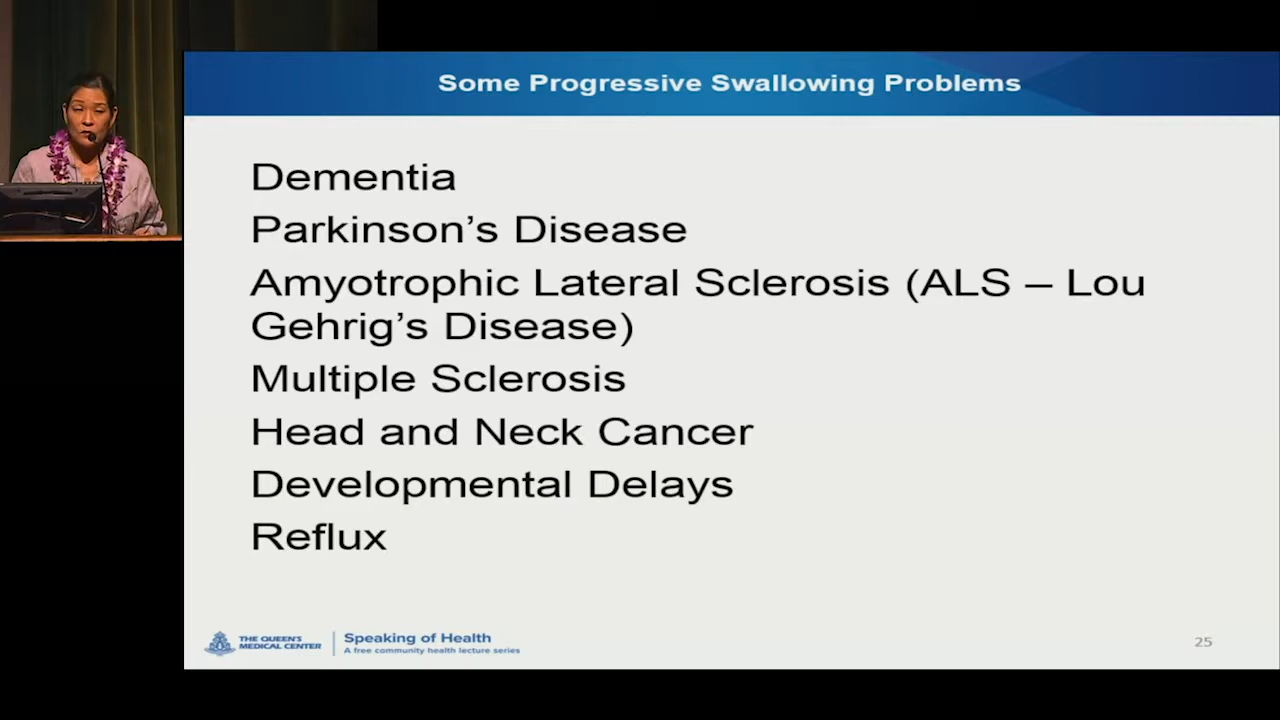 Some Progressive Swallowing Problems
Dementia
Parkinson’s Disease
Amyotrophic Lateral Sclerosis (ALS – Lou
Gehrig’s Disease)
Multiple Sclerosis
Head and Neck Cancer
Developmental Delays
Reflux
THE QUEEN'S
MEDICAL CENTER
Speaking of Health
A free community health lecture series
25